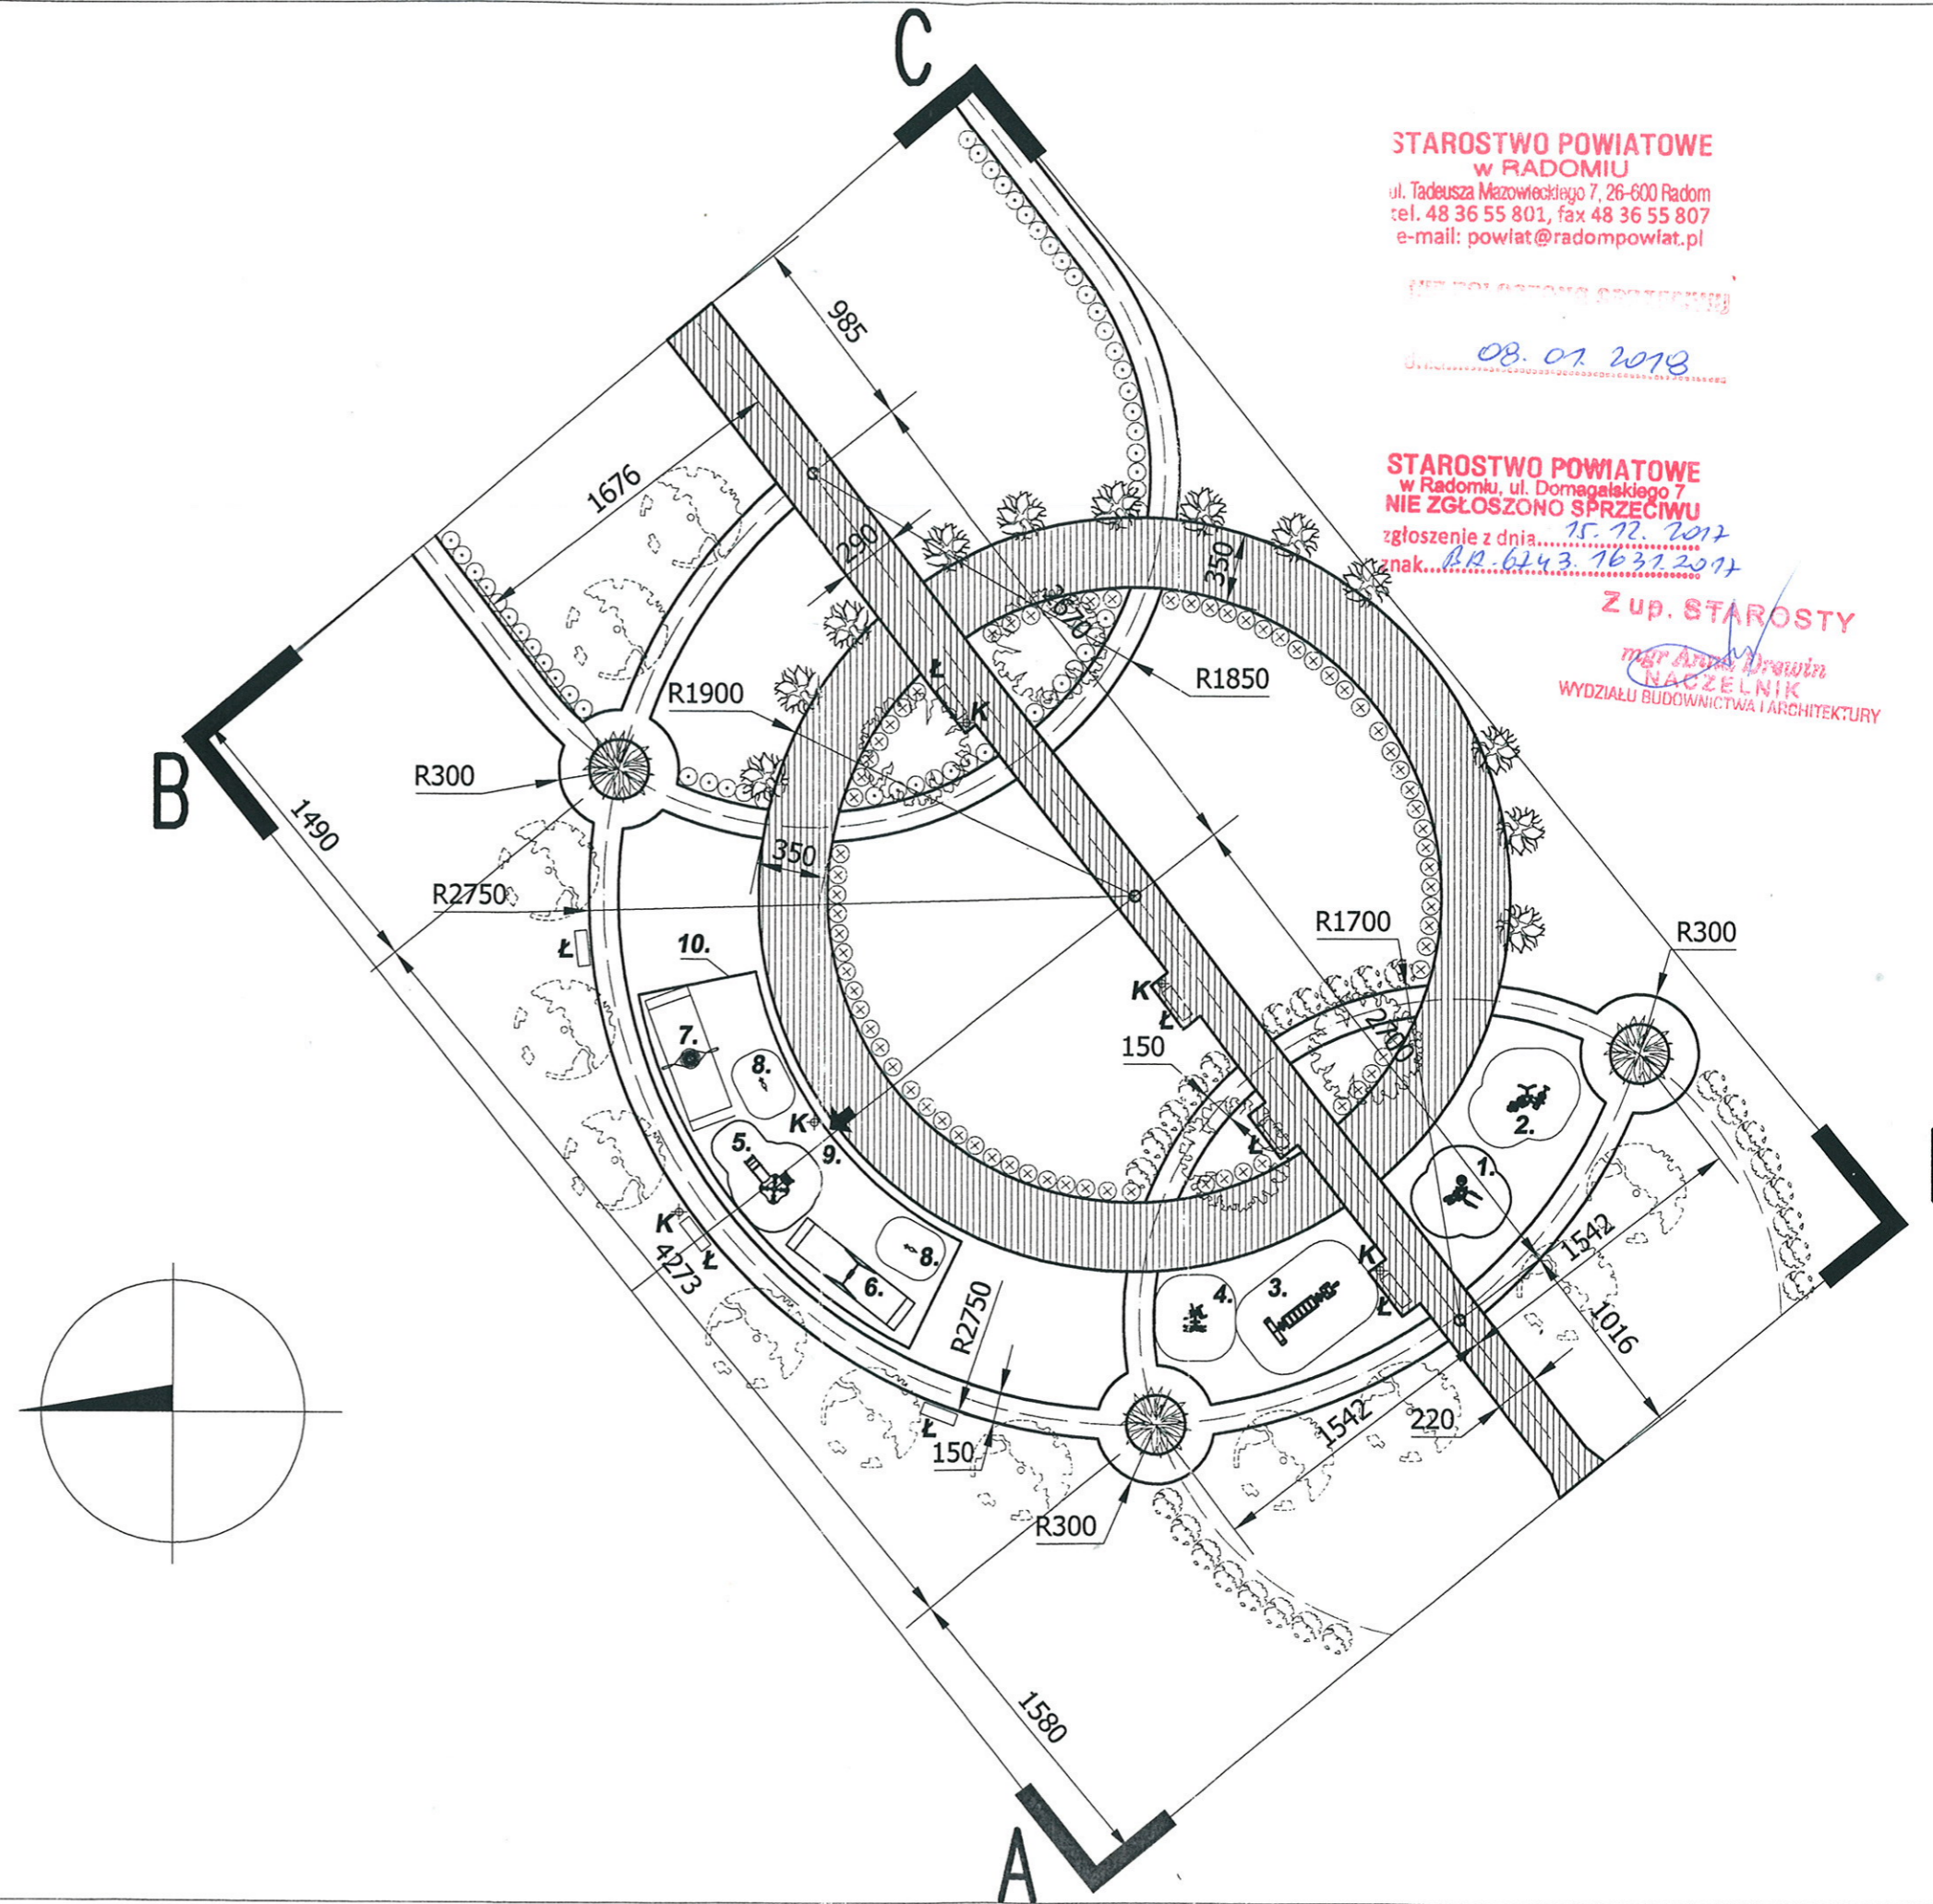 C
STAROSTWO POWIATOWE
w RADOMIU
ul. Tadeusza Mazowieckiego 7, 26-600 Radom
tel. 48 36 55 801, fax 48 36 55 807
e-mail: powiat@radompowiat.pl
08. 01. 2018
STAROSTWO POWIATOWE
w Radomiu, ul. Domagalskiego 7
NIE ZGŁOSZONO SPRZECIWU
zgłoszenie z dnia 15. 12. 2017
znak 6743.1631.2017
Z up. STAROSTY
mgr Anna Drewin
NACZELNIK
WYDZIAŁU BUDOWNICTWA I ARCHITEKTURY
985
1676
290
350
R1850
R1900
Ł
K
B
R300
1490
350
R2750
R1700
R300
Ł
10.
K
Ł
2700
7.
8.
150
2.
K
5.
9.
Ł
1.
K
4273
Ł
8.
6.
R2750
4.
3.
K
Ł
1542
1016
Ł
150
1542
220
R300
1580
A